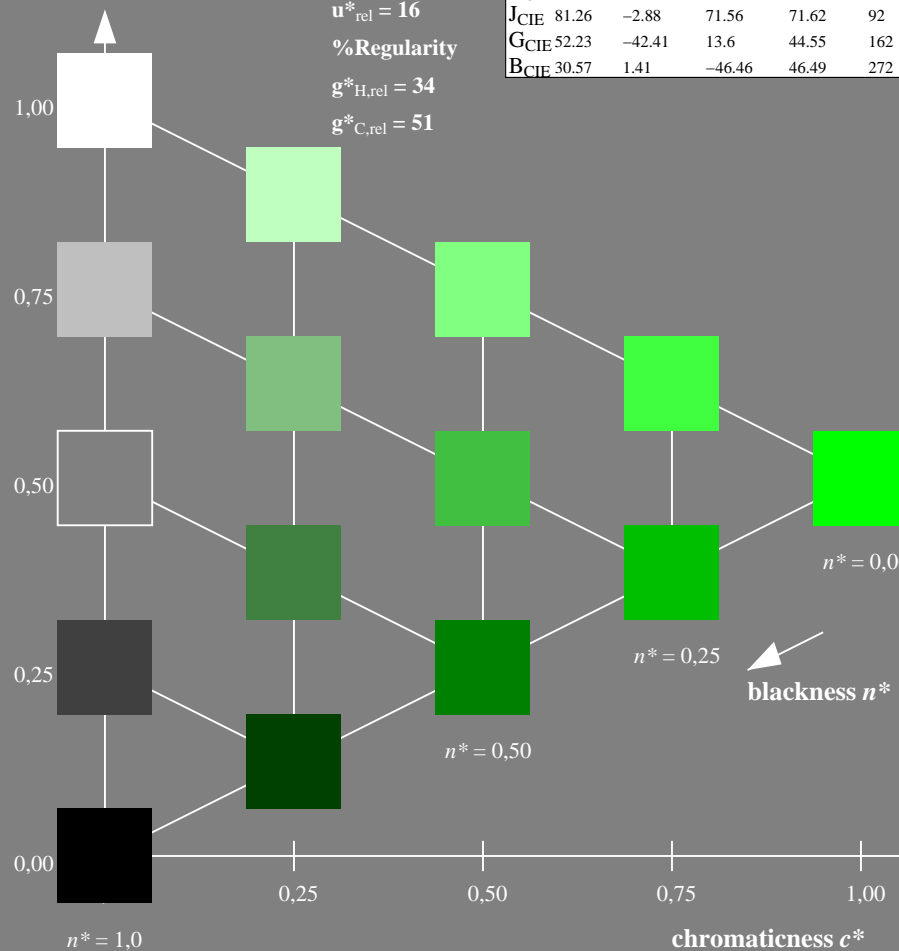 u*rel = 16
%Regularity
g*H,rel = 34
g*C,rel = 51
JCIE 81.26 −2.88 71.56 71.62 92
GCIE 52.23 −42.41 13.6 44.55 162
BCIE 30.57 1.41 −46.46 46.49 272
1,00
0,75
0,50
0,25
0,00
n* = 0,0
n* = 0,25
blackness n*
n* = 0,50
0,25 0,50 0,75 1,00
n* = 1,0
chromaticness c*